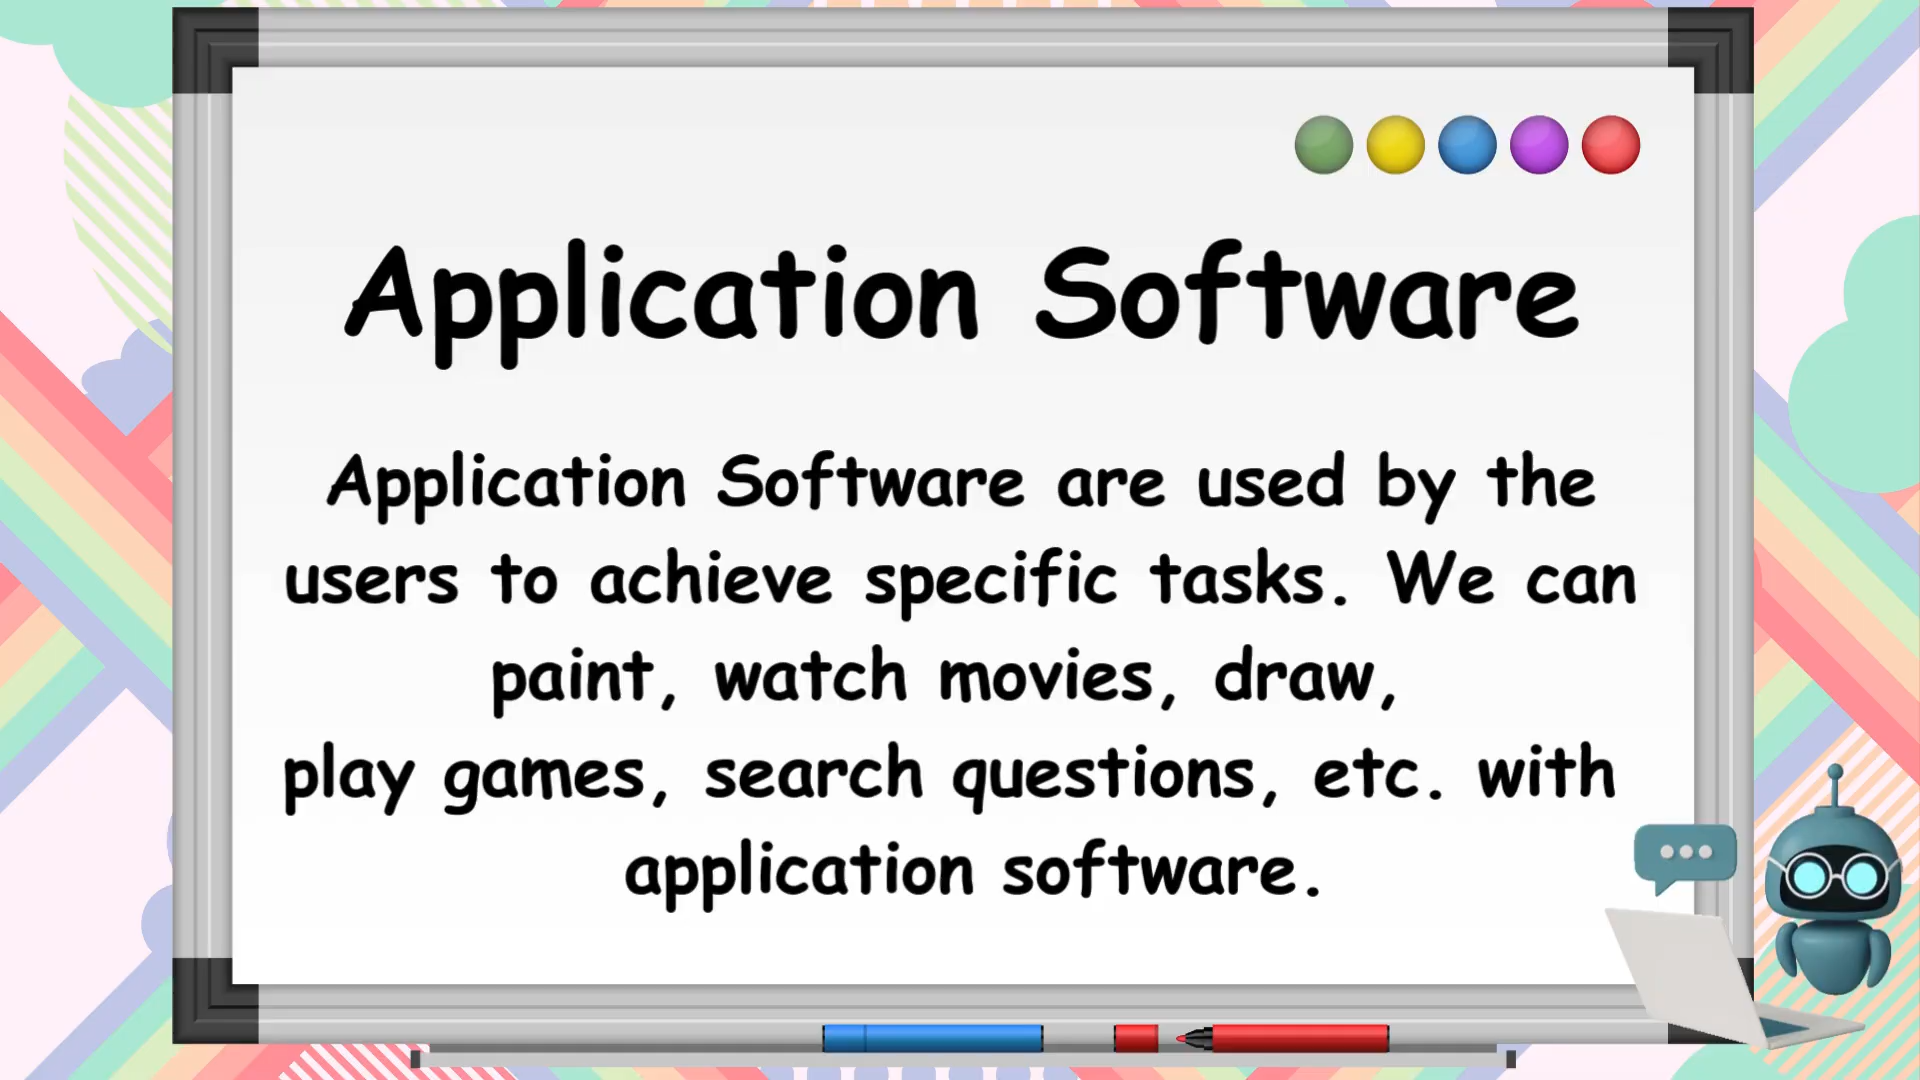 Application Software
Application Software are used by the
users to achieve specific tasks. We can
paint, watch movies, draw,
play games, search questions, etc. with
application software.